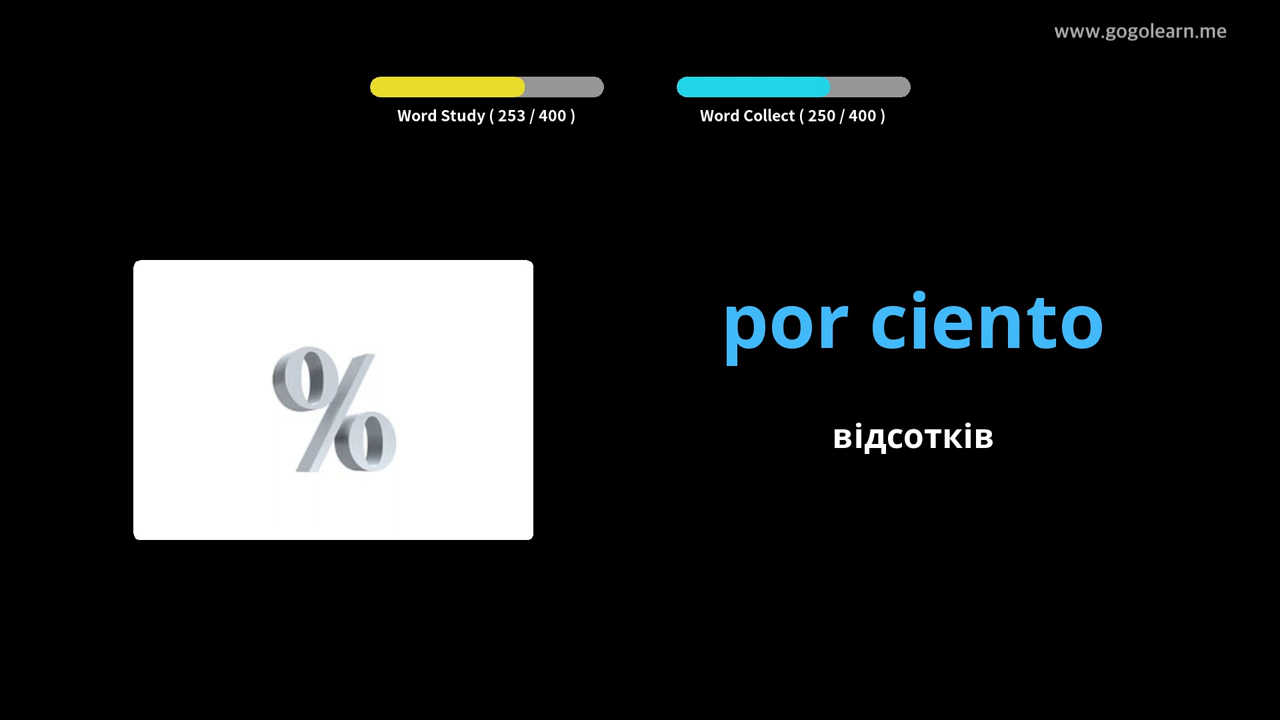 www.gogolearn.me
Word Study ( 253 / 400 )
Word Collect ( 250 / 400 )
%
por ciento
відсотків